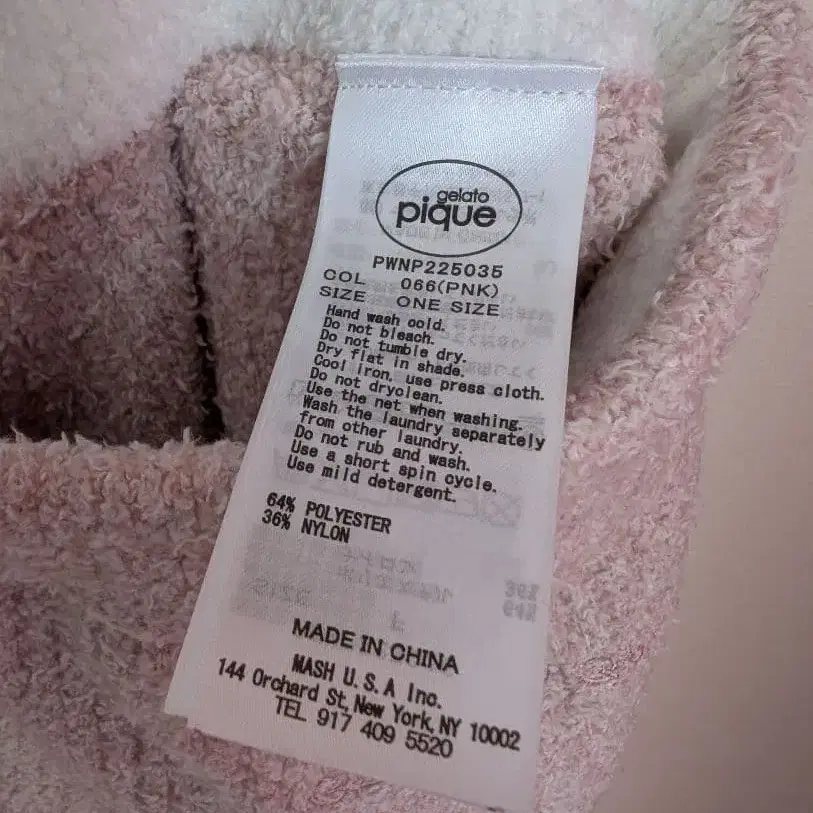 gelato
pique
PWNP225035
COL 066(PNK)
SIZE ONE SIZE
Hand wash cold.
Do not bleach.
Do not tumble dry.
Dry flat in shade.
Cool iron. use press cloth.
Do not dryclean.
Use the net when washing.
Wash the laundry separately
from other laundry.
Do not rub and wash.
Use a short spin cycle.
Use mild detergent.
64% POLYESTER
36% NYLON
MADE IN CHINA
MASH U.S.A Inc.
144 Orchard St, New York, NY 10002
TEL 917 409 5520